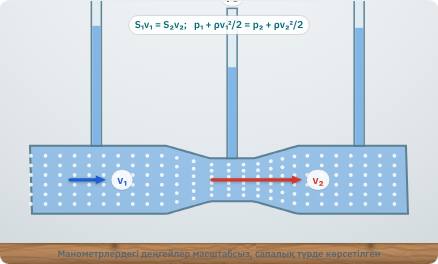 S₁v₁ = S₂v₂; p₁ + ρv₁²/2 = p₂ + ρv₂²/2
v₁
v₂
Манометрлердегі деңгейлер масштабсыз, сапалық түрде көрсетілген